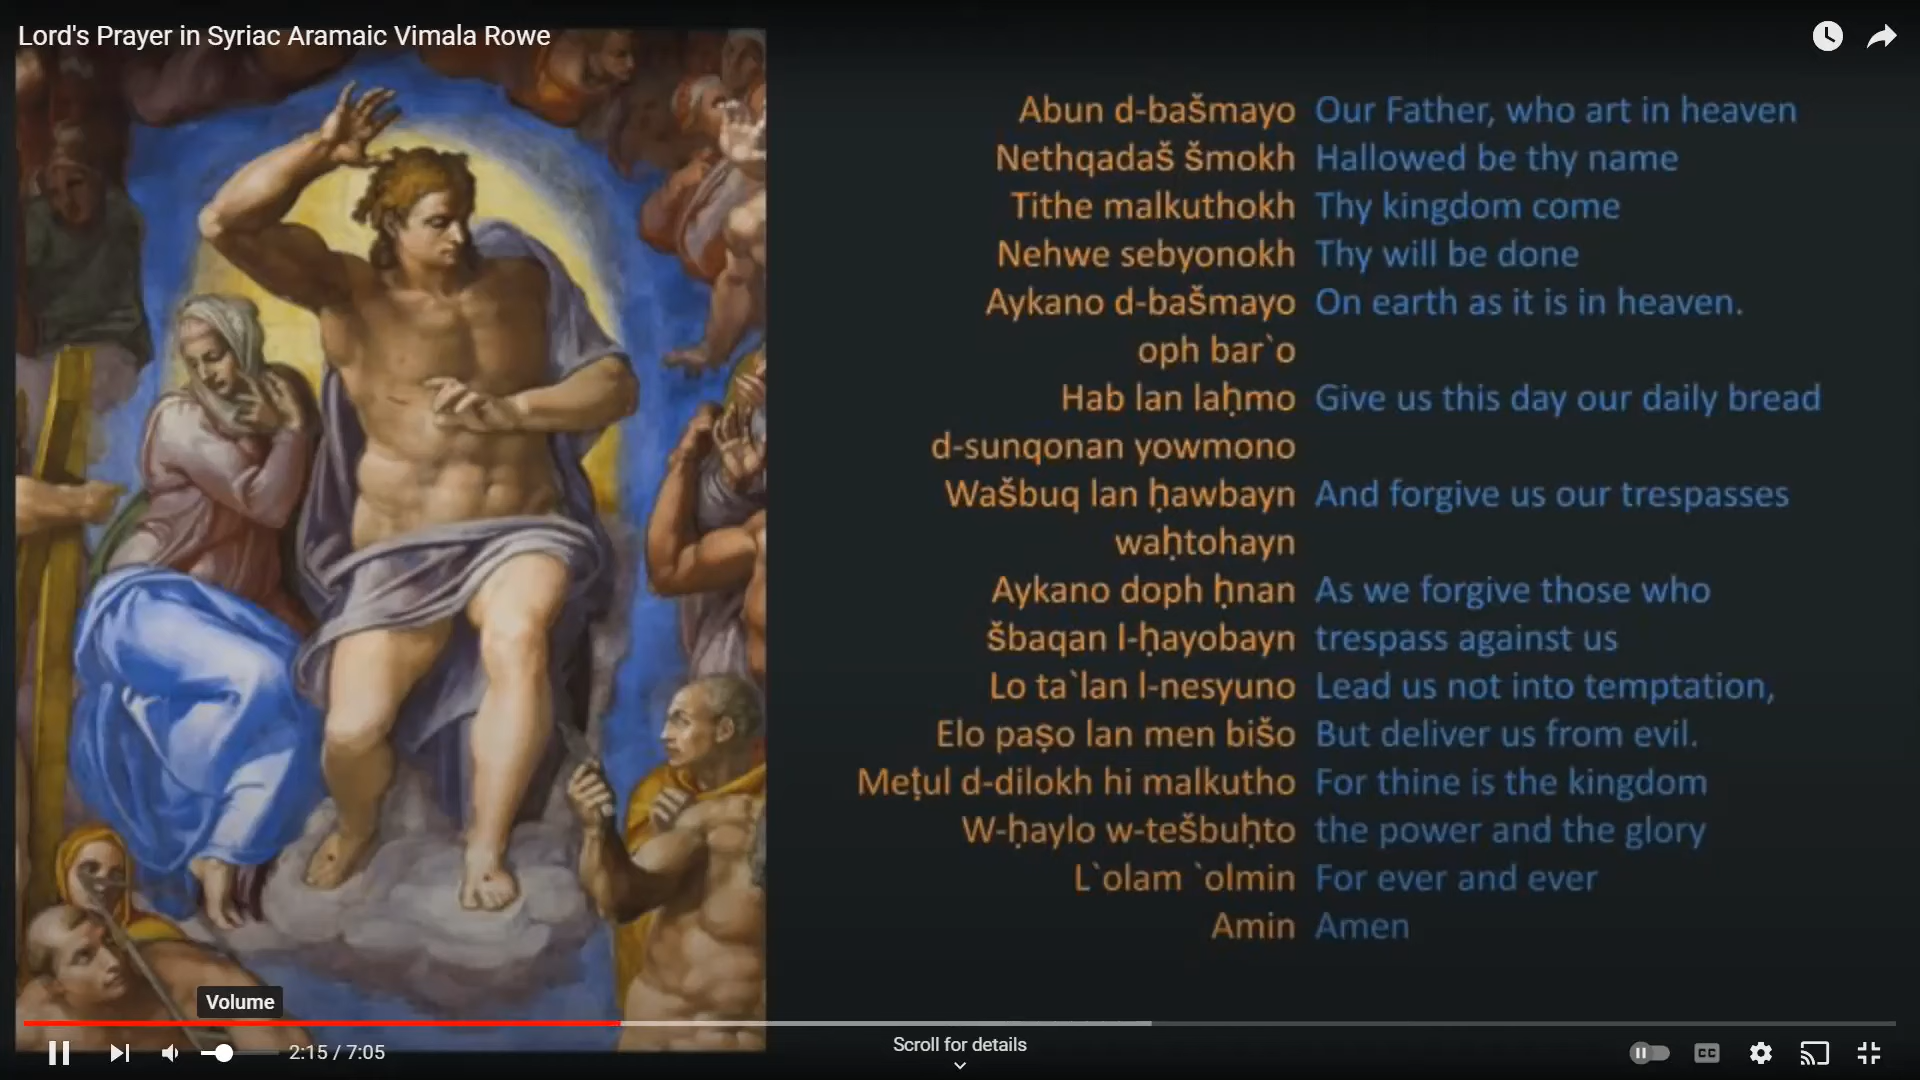 Lord's Prayer in Syriac Aramaic Vimala Rowe
Abun d-bašmayo Our Father, who art in heaven
Nethqadaš šmokh Hallowed be thy name
Tithe malkuthokh Thy kingdom come
Nehwe sebyonokh Thy will be done
Aykano d-bašmayo On earth as it is in heaven.
oph bar`o
Hab lan laḥmo Give us this day our daily bread
d-sunqonan yowmono
Wašbuq lan ḥawbayn And forgive us our trespasses
waḥtohayn
Aykano doph ḥnan As we forgive those who
šbaqan l-ḥayobayn trespass against us
Lo ta`lan l-nesyuno Lead us not into temptation,
Elo paṣo lan men bišo But deliver us from evil.
Meṭul d-dilokh hi malkutho For thine is the kingdom
W-ḥaylo w-tešbuḥto the power and the glory
L`olam `olmin For ever and ever
Amin Amen
Volume
2:15 / 7:05
Scroll for details
CC